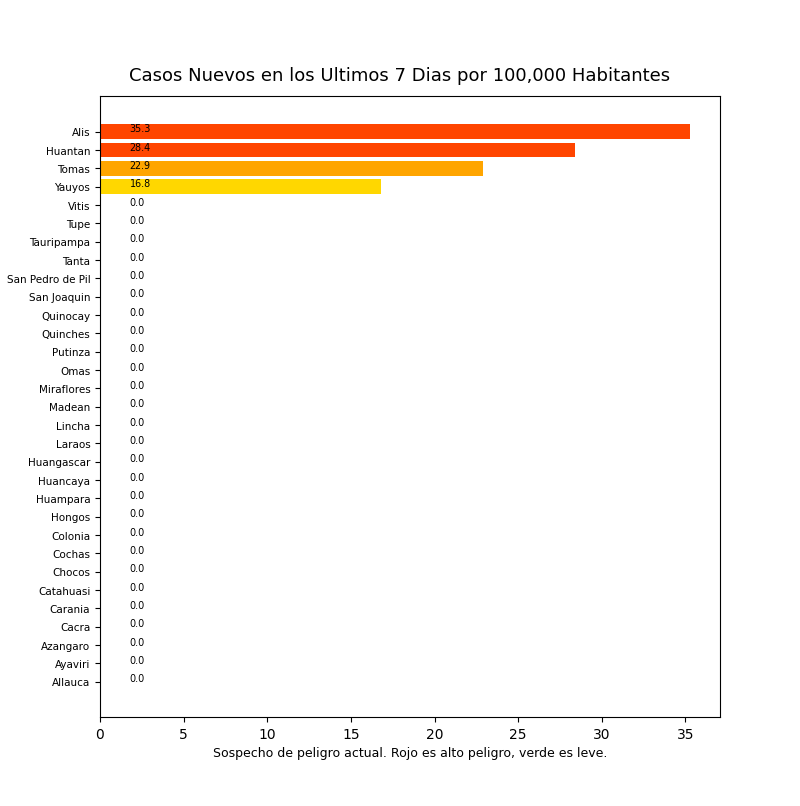 Casos Nuevos en los Ultimos 7 Dias por 100,000 Habitantes
Alis 35.3
Huantan 28.4
Tomas 22.9
Yauyos 16.8
Vitis 0.0
Tupe 0.0
Tauripampa 0.0
Tanta 0.0
San Pedro de Pil 0.0
San Joaquin 0.0
Quinocay 0.0
Quinches 0.0
Putinza 0.0
Omas 0.0
Miraflores 0.0
Madean 0.0
Lincha 0.0
Laraos 0.0
Huangascar 0.0
Huancaya 0.0
Huampara 0.0
Hongos 0.0
Colonia 0.0
Cochas 0.0
Chocos 0.0
Catahuasi 0.0
Carania 0.0
Cacra 0.0
Azangaro 0.0
Ayaviri 0.0
Allauca 0.0
0 5 10 15 20 25 30 35
Sospecho de peligro actual. Rojo es alto peligro, verde es leve.